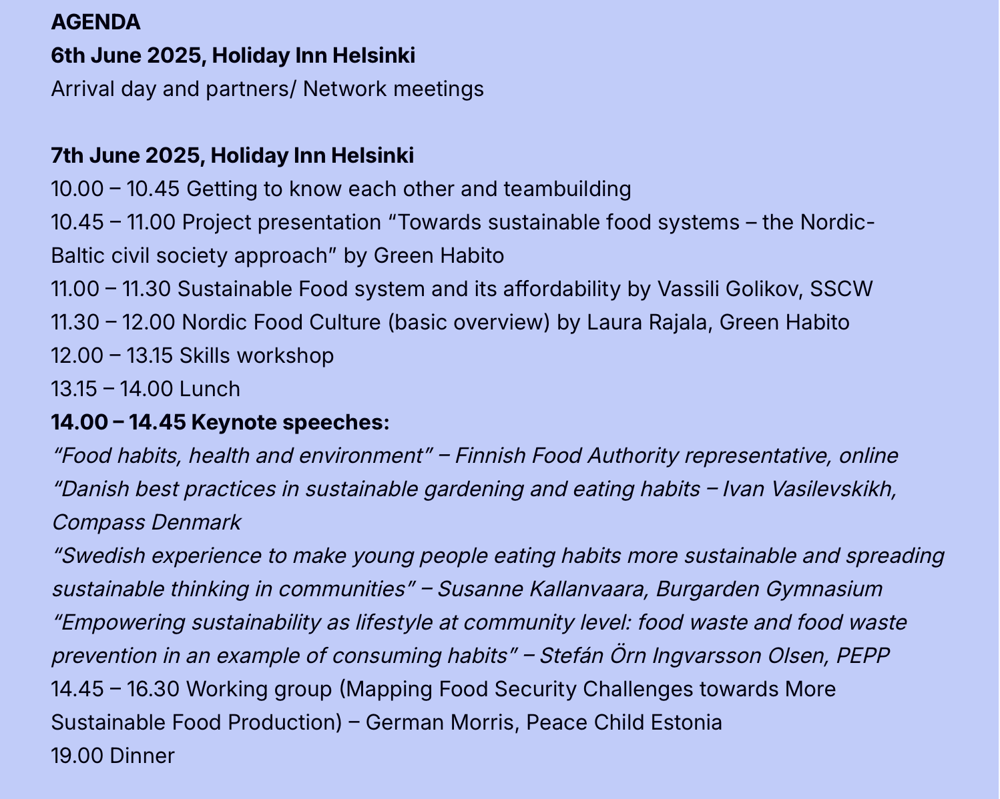 AGENDA
6th June 2025, Holiday Inn Helsinki
Arrival day and partners/ Network meetings
7th June 2025, Holiday Inn Helsinki
10.00 – 10.45 Getting to know each other and teambuilding
10.45 – 11.00 Project presentation “Towards sustainable food systems – the Nordic-
Baltic civil society approach” by Green Habito
11.00 – 11.30 Sustainable Food system and its affordability by Vassili Golikov, SSCW
11.30 – 12.00 Nordic Food Culture (basic overview) by Laura Rajala, Green Habito
12.00 – 13.15 Skills workshop
13.15 – 14.00 Lunch
14.00 – 14.45 Keynote speeches:
“Food habits, health and environment” – Finnish Food Authority representative, online
“Danish best practices in sustainable gardening and eating habits – Ivan Vasilevskikh,
Compass Denmark
“Swedish experience to make young people eating habits more sustainable and spreading
sustainable thinking in communities” – Susanne Kallanvaara, Burgarden Gymnasium
“Empowering sustainability as lifestyle at community level: food waste and food waste
prevention in an example of consuming habits” – Stefán Örn Ingvarsson Olsen, PEPP
14.45 – 16.30 Working group (Mapping Food Security Challenges towards More
Sustainable Food Production) – German Morris, Peace Child Estonia
19.00 Dinner